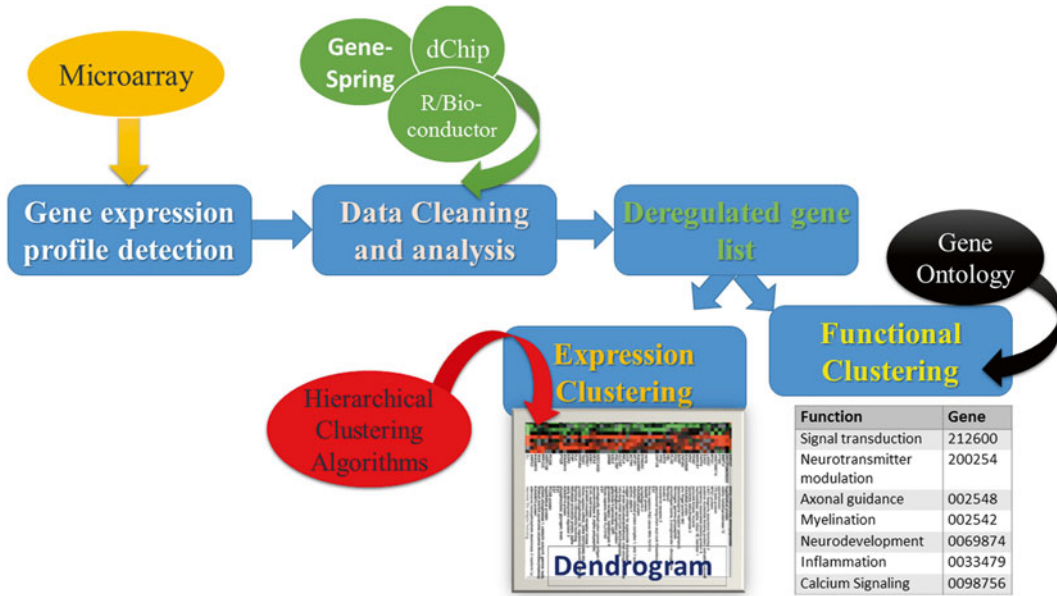 Microarray
Gene-
Spring
dChip
R/Bio-
conductor
Gene expression
profile detection
Data Cleaning
and analysis
Deregulated gene
list
Gene
Ontology
Expression
Clustering
Functional
Clustering
Hierarchical
Clustering
Algorithms
Dendrogram
Function Gene
Signal transduction 212600
Neurotransmitter 200254
modulation
Axonal guidance 002548
Myelination 002542
Neurodevelopment 0069874
Inflammation 0033479
Calcium Signaling 0098756